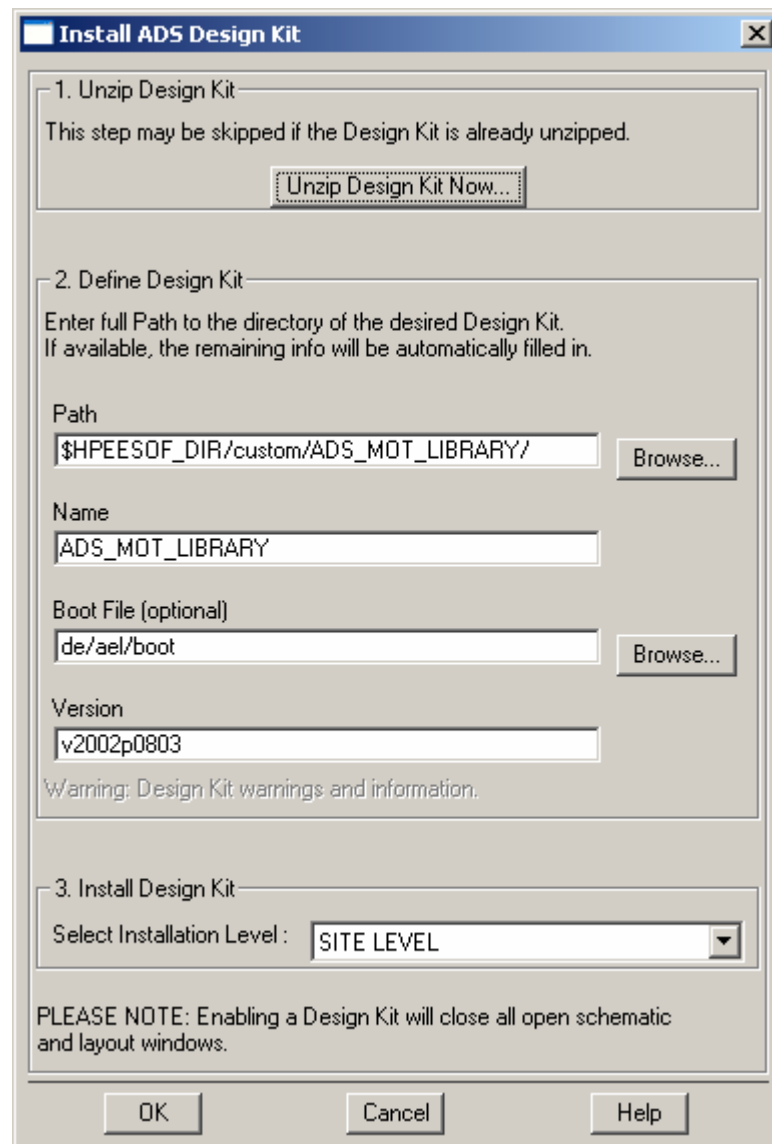 Install ADS Design Kit
1. Unzip Design Kit
This step may be skipped if the Design Kit is already unzipped.
Unzip Design Kit Now...
2. Define Design Kit
Enter full Path to the directory of the desired Design Kit.
If available, the remaining info will be automatically filled in.
Path
$HPEESOF_DIR/custom/ADS_MOT_LIBRARY/
Browse...
Name
ADS_MOT_LIBRARY
Boot File (optional)
de/ael/boot
Browse...
Version
v2002p0803
Warning: Design Kit warnings and information.
3. Install Design Kit
Select Installation Level :
SITE LEVEL
PLEASE NOTE: Enabling a Design Kit will close all open schematic
and layout windows.
OK
Cancel
Help